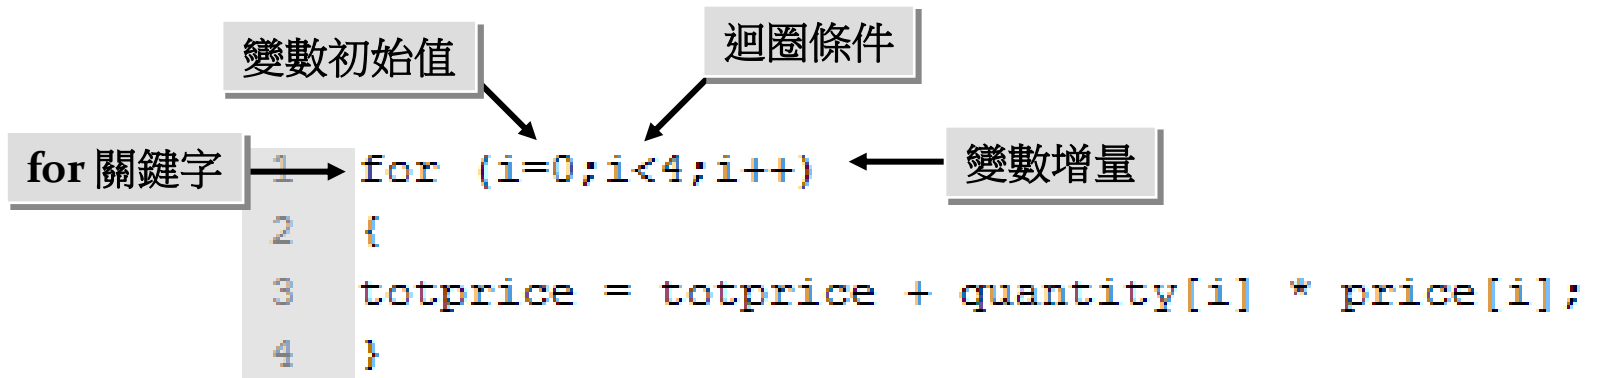 變數初始值
迴圈條件
for 關鍵字
變數增量
1 for (i=0;i<4;i++)
2 {
3 totprice = totprice + quantity[i] * price[i];
4 }